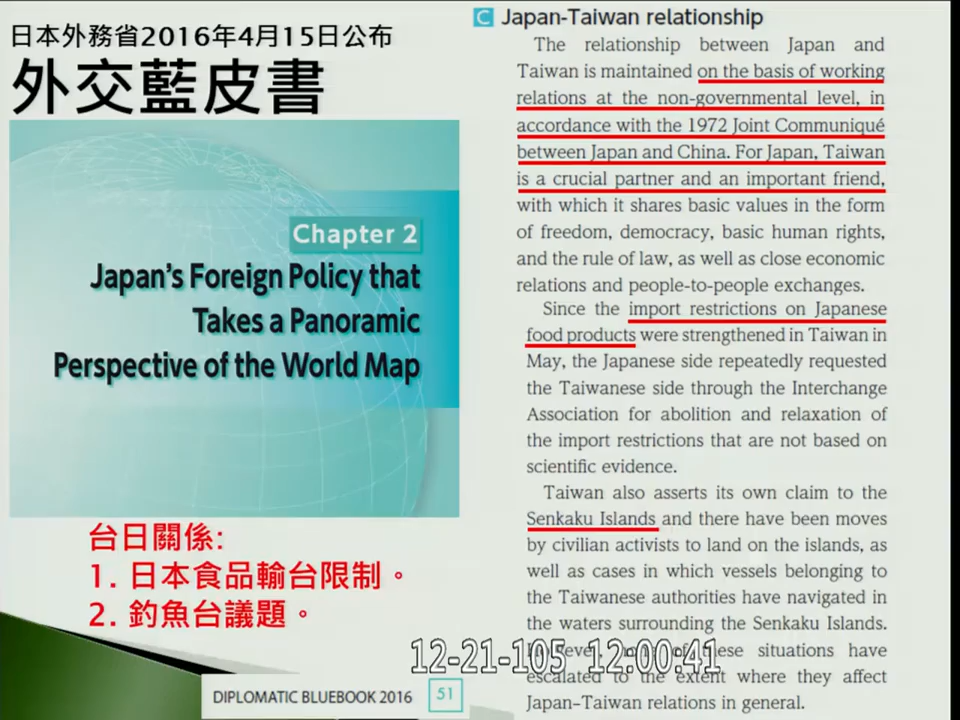 日本外務省2016年4月15日公布
外交藍皮書
Chapter 2
Japan's Foreign Policy that
Takes a Panoramic
Perspective of the World Map
台日關係:
1. 日本食品輸台限制。
2. 釣魚台議題。
C Japan-Taiwan relationship
The relationship between Japan and
Taiwan is maintained on the basis of working
relations at the non-governmental level, in
accordance with the 1972 Joint Communiqué
between Japan and China. For Japan, Taiwan
is a crucial partner and an important friend,
with which it shares basic values in the form
of freedom, democracy, basic human rights,
and the rule of law, as well as close economic
relations and people-to-people exchanges.
Since the import restrictions on Japanese
food products were strengthened in Taiwan in
May, the Japanese side repeatedly requested
the Taiwanese side through the Interchange
Association for abolition and relaxation of
the import restrictions that are not based on
scientific evidence.
Taiwan also asserts its own claim to the
Senkaku Islands and there have been moves
by civilian activists to land on the islands, as
well as cases in which vessels belonging to
the Taiwanese authorities have navigated in
the waters surrounding the Senkaku Islands.
these situations have
escalated to the extent where they affect
Japan–Taiwan relations in general.
12-21-105 12:00:41
DIPLOMATIC BLUEBOOK 2016 51